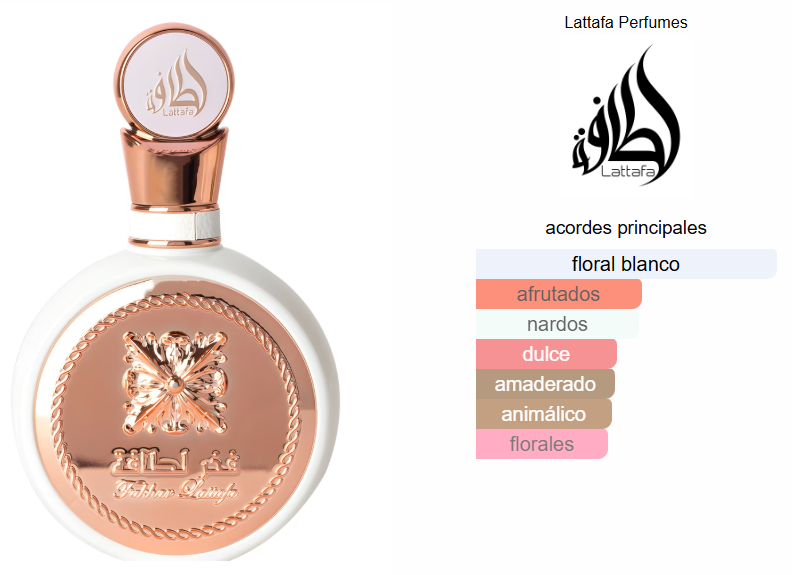 لطافة
Lattafa
فخر لطافة
Fakhar Lattafa
Lattafa Perfumes
لطافة
Lattafa
acordes principales
floral blanco
afrutados
nardos
dulce
amaderado
animálico
florales